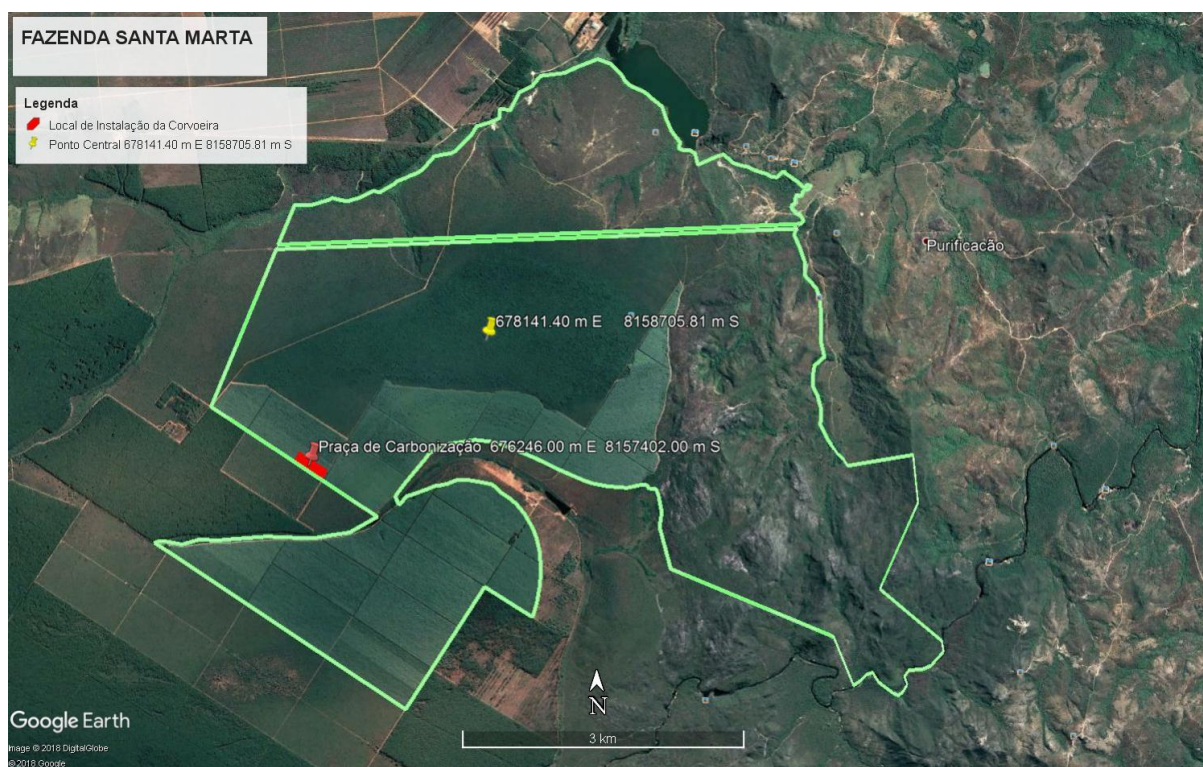 FAZENDA SANTA MARTA
Legenda
Local de Instalação da Corvoeira
Ponto Central 678141.40 m E 8158705.81 m S
Purificacão
678141.40 m E 8158705.81 m S
Praça de Carbonização 676246.00 m E 8157402.00 m S
N
3 km
Google Earth
Image © 2018 DigitalGlobe
© 2018 Google